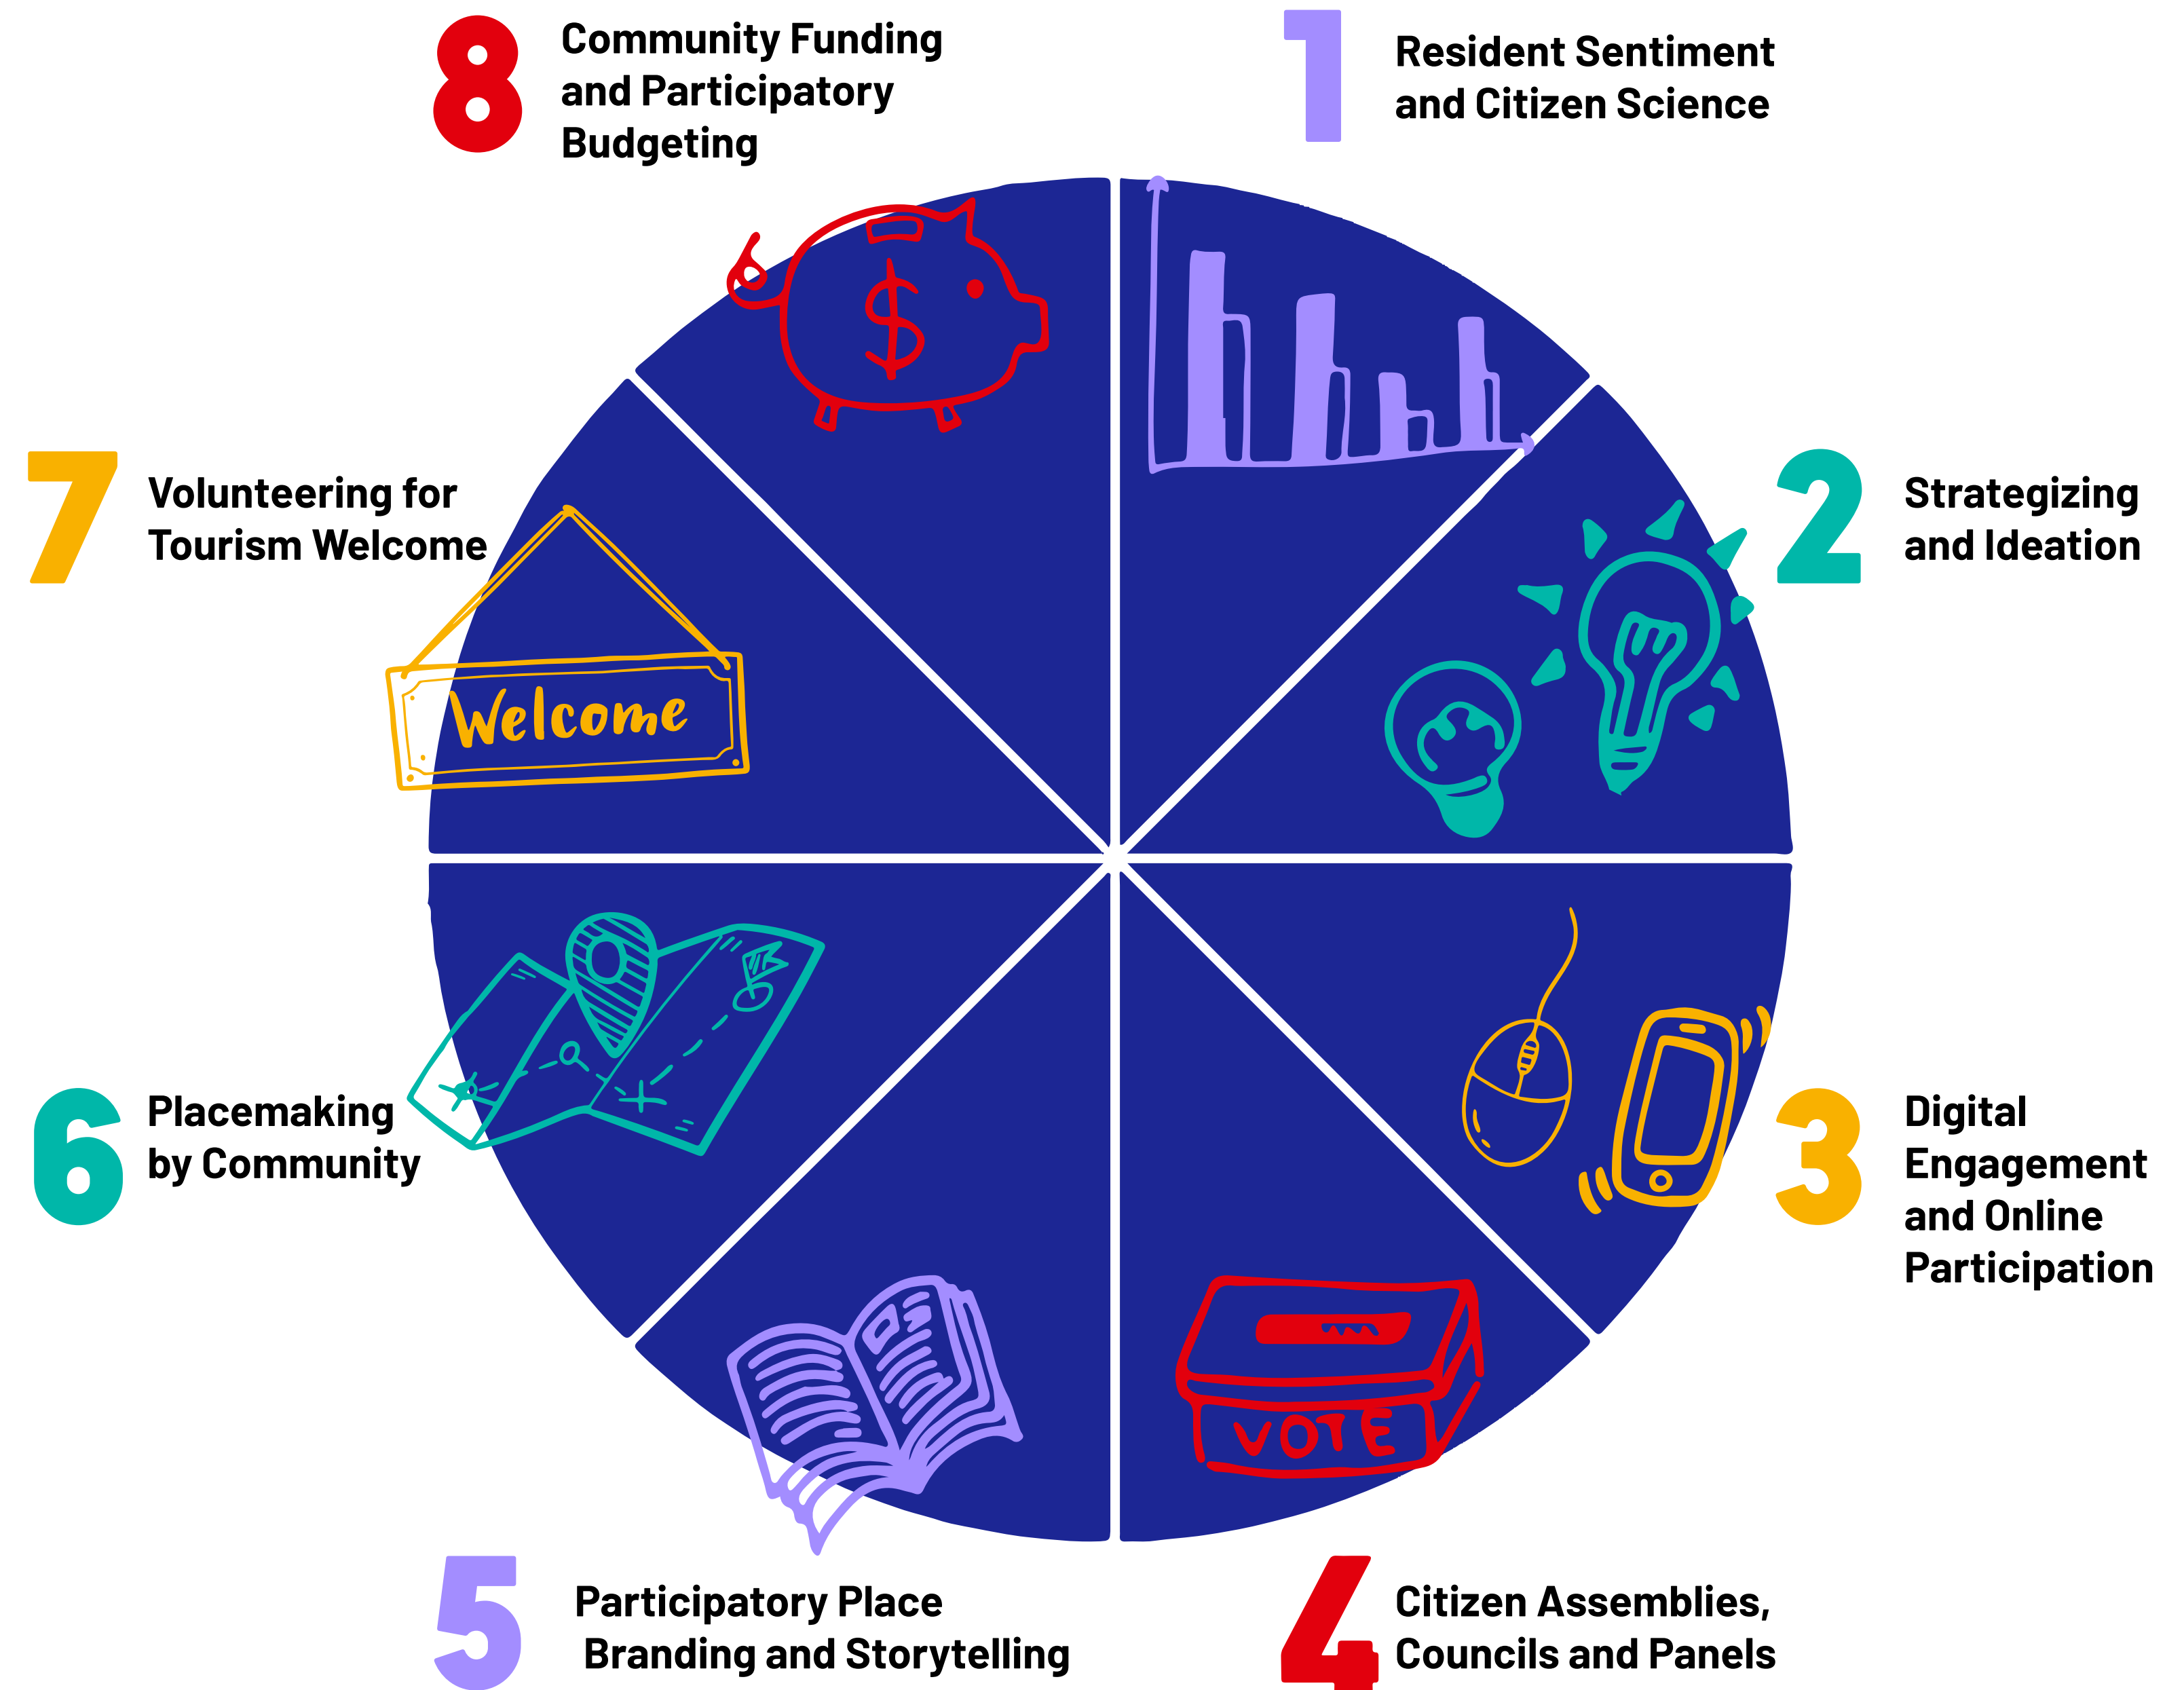 8
Community Funding
and Participatory
Budgeting
1
Resident Sentiment
and Citizen Science
$
7
Volunteering for
Tourism Welcome
2
Strategizing
and Ideation
Welcome
6
Placemaking
by Community
3
Digital
Engagement
and Online
Participation
VOTE
5
Participatory Place
Branding and Storytelling
4
Citizen Assemblies,
Councils and Panels